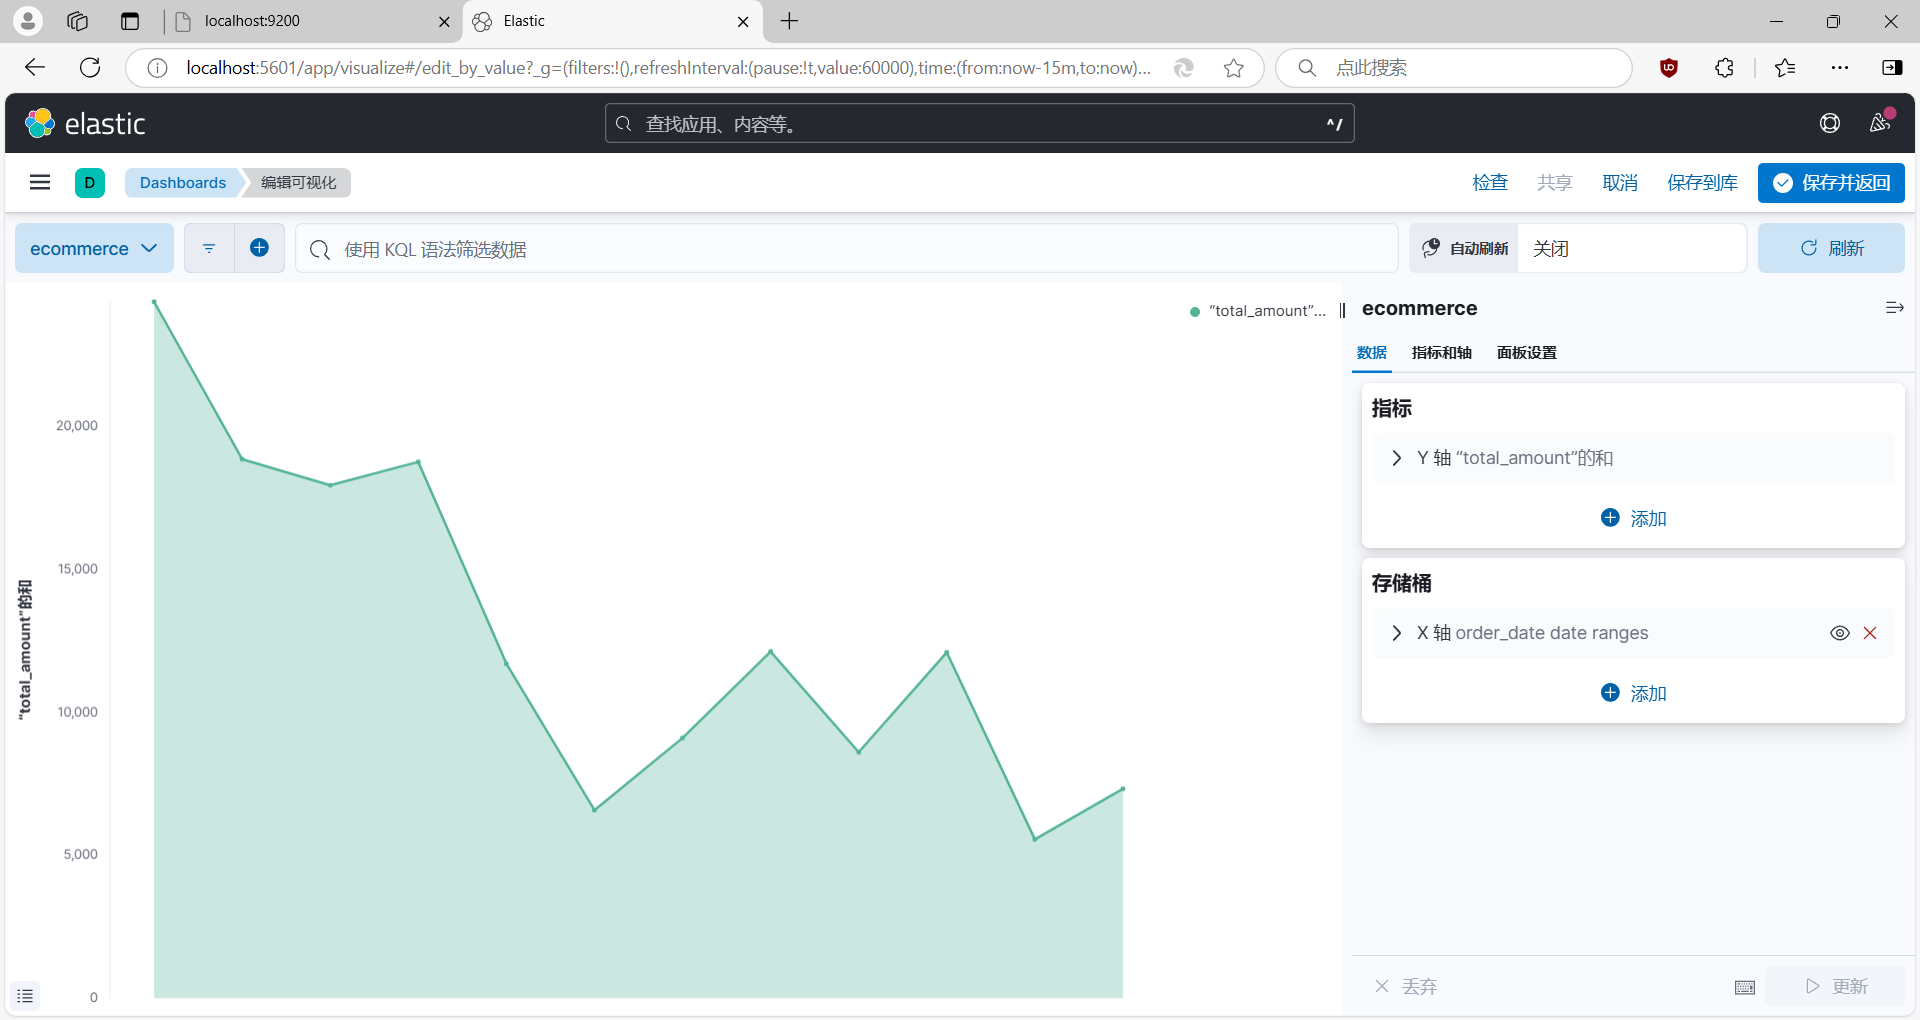 localhost:9200
Elastic
localhost:5601/app/visualize#/edit_by_value?_g=(filters:!(),refreshInterval:(pause:!t,value:60000),time:(from:now-15m,to:now)...
点此搜索
elastic
查找应用、内容等。
^/
D
Dashboards
编辑可视化
检查
共享
取消
保存到库
保存并返回
ecommerce
使用 KQL 语法筛选数据
自动刷新
关闭
刷新
20,000
15,000
10,000
5,000
0
“total_amount”的和
“total_amount”...
ecommerce
数据
指标和轴
面板设置
指标
Y 轴 “total_amount”的和
添加
存储桶
X 轴 order_date date ranges
添加
丢弃
更新